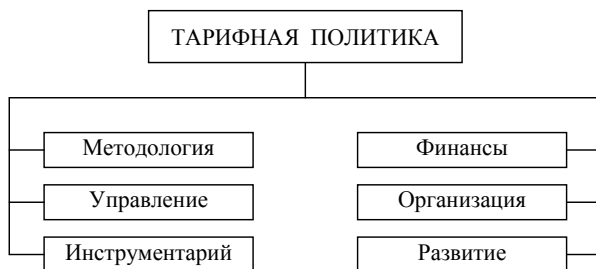 ТАРИФНАЯ ПОЛИТИКА
Методология
Финансы
Управление
Организация
Инструментарий
Развитие